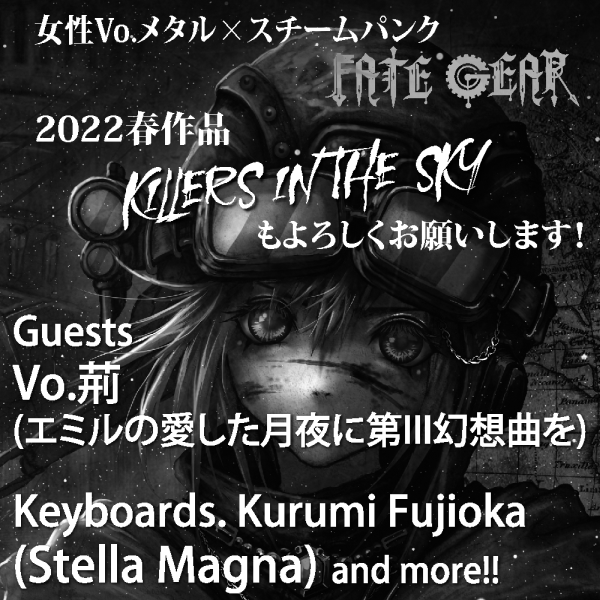 女性Vo.メタル×スチームパンク
FATE GEAR
2022春作品
KILLERS IN THE SKY
もよろしくお願いします!
Guests
Vo.荊
(エミルの愛した月夜に第III幻想曲を)
Keyboards. Kurumi Fujioka
(Stella Magna) and more!!